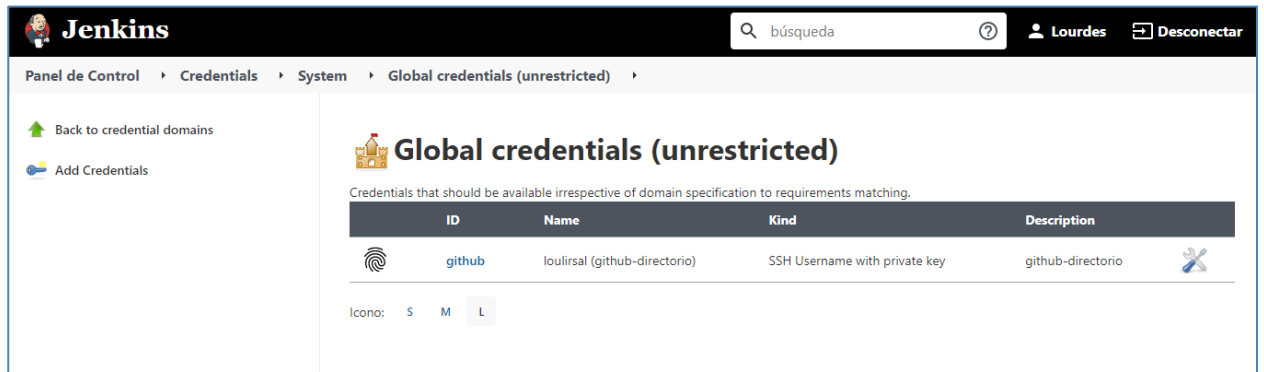 Jenkins búsqueda Lourdes Desconectar
Panel de Control Credentials System Global credentials (unrestricted)
Back to credential domains
Add Credentials
Global credentials (unrestricted)
Credentials that should be available irrespective of domain specification to requirements matching.
ID Name Kind Description
github loulirsal (github-directorio) SSH Username with private key github-directorio
Icono: S M L